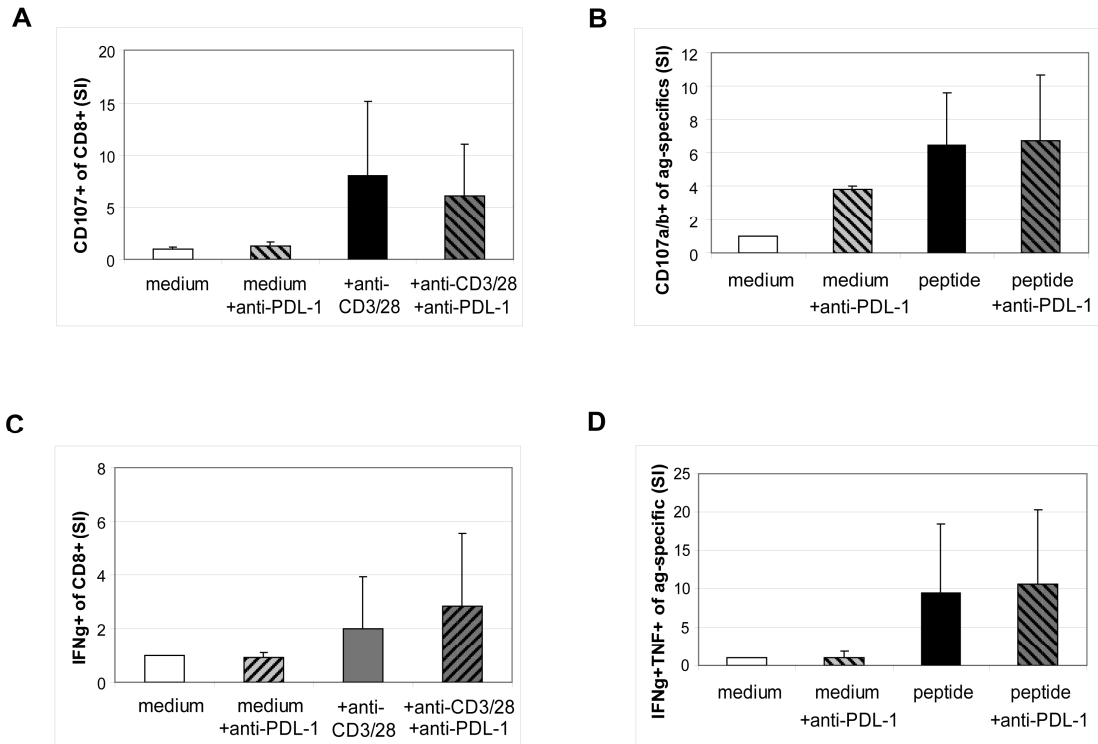 A
CD107+ of CD8+ (SI)
20
15
10
5
0
medium
medium
+anti-PDL-1
+anti-
CD3/28
+anti-CD3/28
+anti-PDL-1
B
CD107a/b+ of ag-specifics (SI)
12
10
8
6
4
2
0
medium
medium
+anti-PDL-1
peptide
peptide
+anti-PDL-1
C
IFNg+ of CD8+ (SI)
8
6
4
2
0
medium
medium
+anti-PDL-1
+anti-
CD3/28
+anti-CD3/28
+anti-PDL-1
D
IFNg+TNF+ of ag-specific (SI)
25
20
15
10
5
0
medium
medium
+anti-PDL-1
peptide
peptide
+anti-PDL-1